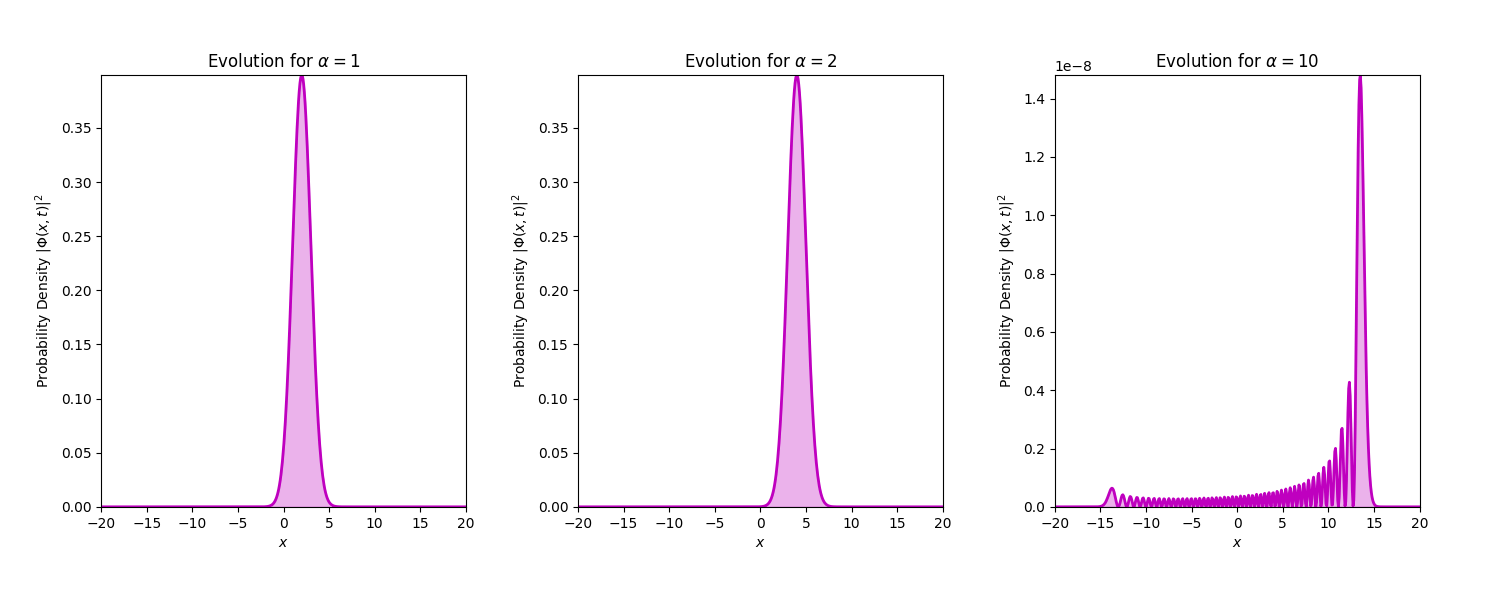 Evolution for α = 1
0.35
0.30
0.25
0.20
0.15
0.10
0.05
0.00
Probability Density |Φ(x, t)|²
−20 −15 −10 −5 0 5 10 15 20
x
Evolution for α = 2
0.35
0.30
0.25
0.20
0.15
0.10
0.05
0.00
Probability Density |Φ(x, t)|²
−20 −15 −10 −5 0 5 10 15 20
x
Evolution for α = 10
1e−8
1.4
1.2
1.0
0.8
0.6
0.4
0.2
0.0
Probability Density |Φ(x, t)|²
−20 −15 −10 −5 0 5 10 15 20
x